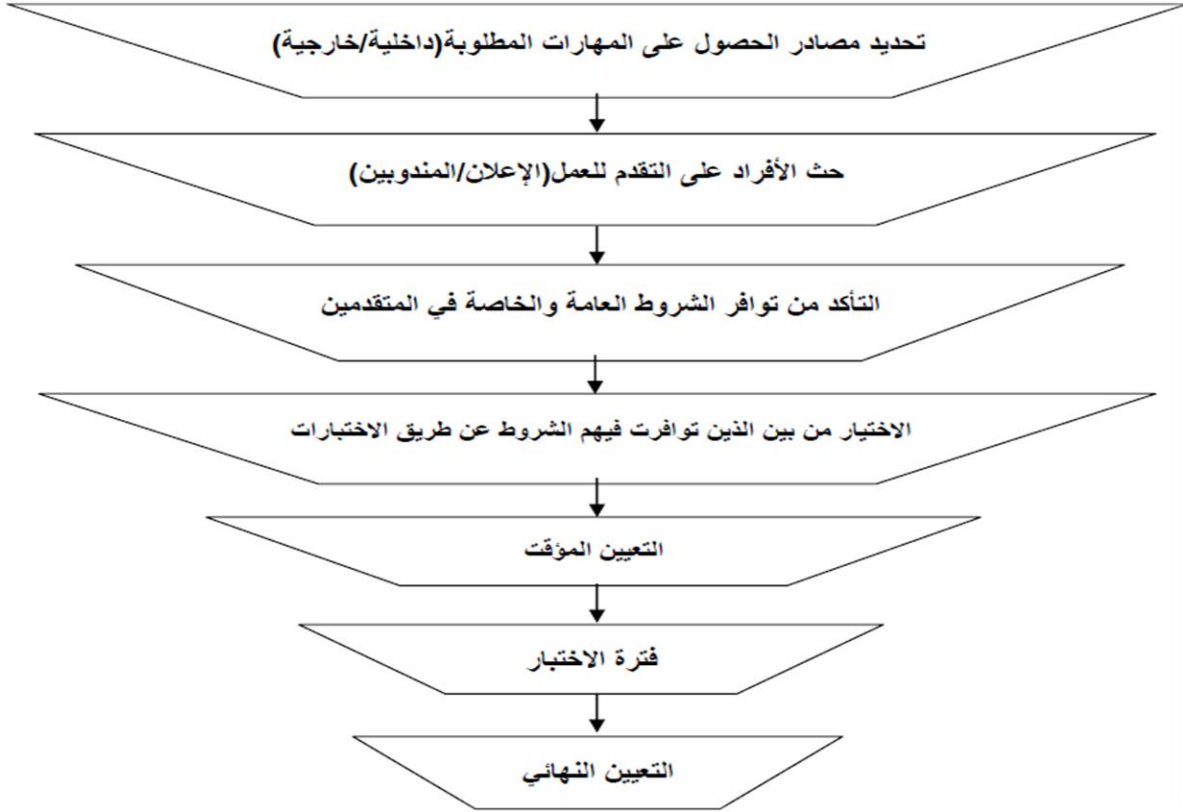 تحديد مصادر الحصول على المهارات المطلوبة(داخلية/خارجية)
حث الأفراد على التقدم للعمل(الإعلان/المندوبين)
التأكد من توافر الشروط العامة والخاصة في المتقدمين
الاختيار من بين الذين توافرت فيهم الشروط عن طريق الاختبارات
التعيين المؤقت
فترة الاختبار
التعيين النهائي